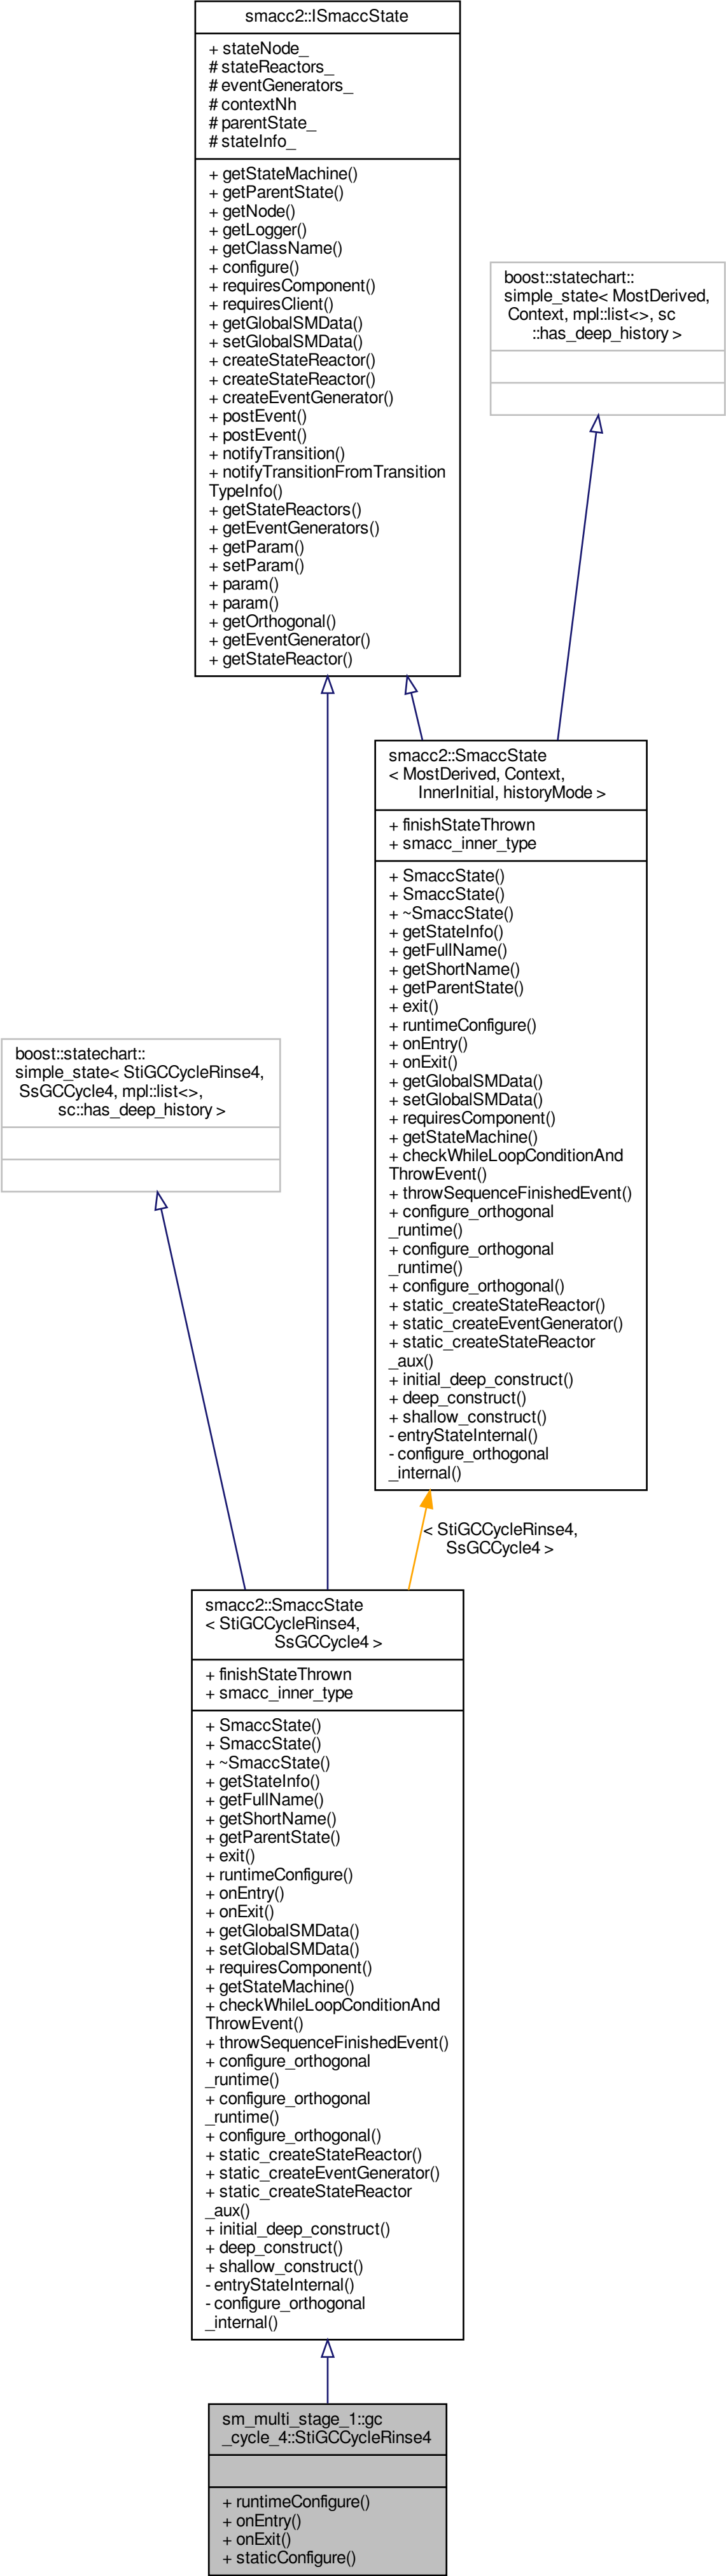 smacc2::ISmaccState
+ stateNode_
# stateReactors_
# eventGenerators_
# contextNh
# parentState_
# stateInfo_
+ getStateMachine()
+ getParentState()
+ getNode()
+ getLogger()
+ getClassName()
+ configure()
+ requiresComponent()
+ requiresClient()
+ getGlobalSMData()
+ setGlobalSMData()
+ createStateReactor()
+ createStateReactor()
+ createEventGenerator()
+ postEvent()
+ postEvent()
+ notifyTransition()
+ notifyTransitionFromTransition
TypeInfo()
+ getStateReactors()
+ getEventGenerators()
+ getParam()
+ setParam()
+ param()
+ param()
+ getOrthogonal()
+ getEventGenerator()
+ getStateReactor()
boost::statechart::
simple_state< MostDerived,
Context, mpl::list<>, sc
::has_deep_history >
smacc2::SmaccState
< MostDerived, Context,
InnerInitial, historyMode >
+ finishStateThrown
+ smacc_inner_type
+ SmaccState()
+ SmaccState()
+ ~SmaccState()
+ getStateInfo()
+ getFullName()
+ getShortName()
+ getParentState()
+ exit()
+ runtimeConfigure()
+ onEntry()
+ onExit()
+ getGlobalSMData()
+ setGlobalSMData()
+ requiresComponent()
+ getStateMachine()
+ checkWhileLoopConditionAnd
ThrowEvent()
+ throwSequenceFinishedEvent()
+ configure_orthogonal
_runtime()
+ configure_orthogonal
_runtime()
+ configure_orthogonal()
+ static_createStateReactor()
+ static_createEventGenerator()
+ static_createStateReactor
_aux()
+ initial_deep_construct()
+ deep_construct()
+ shallow_construct()
- entryStateInternal()
- configure_orthogonal
_internal()
boost::statechart::
simple_state< StiGCCycleRinse4,
SsGCCycle4, mpl::list<>,
sc::has_deep_history >
< StiGCCycleRinse4,
SsGCCycle4 >
smacc2::SmaccState
< StiGCCycleRinse4,
SsGCCycle4 >
+ finishStateThrown
+ smacc_inner_type
+ SmaccState()
+ SmaccState()
+ ~SmaccState()
+ getStateInfo()
+ getFullName()
+ getShortName()
+ getParentState()
+ exit()
+ runtimeConfigure()
+ onEntry()
+ onExit()
+ getGlobalSMData()
+ setGlobalSMData()
+ requiresComponent()
+ getStateMachine()
+ checkWhileLoopConditionAnd
ThrowEvent()
+ throwSequenceFinishedEvent()
+ configure_orthogonal
_runtime()
+ configure_orthogonal
_runtime()
+ configure_orthogonal()
+ static_createStateReactor()
+ static_createEventGenerator()
+ static_createStateReactor
_aux()
+ initial_deep_construct()
+ deep_construct()
+ shallow_construct()
- entryStateInternal()
- configure_orthogonal
_internal()
sm_multi_stage_1::gc
_cycle_4::StiGCCycleRinse4
+ runtimeConfigure()
+ onEntry()
+ onExit()
+ staticConfigure()